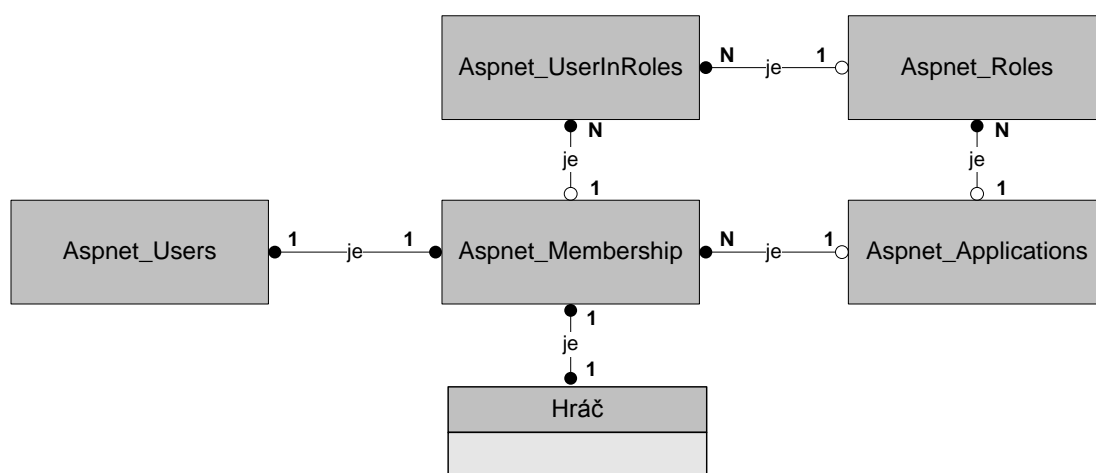 Aspnet_UserInRoles
N
je
1
Aspnet_Roles
N
je
1
N
je
1
Aspnet_Users
1
je
1
Aspnet_Membership
N
je
1
Aspnet_Applications
1
je
1
Hráč